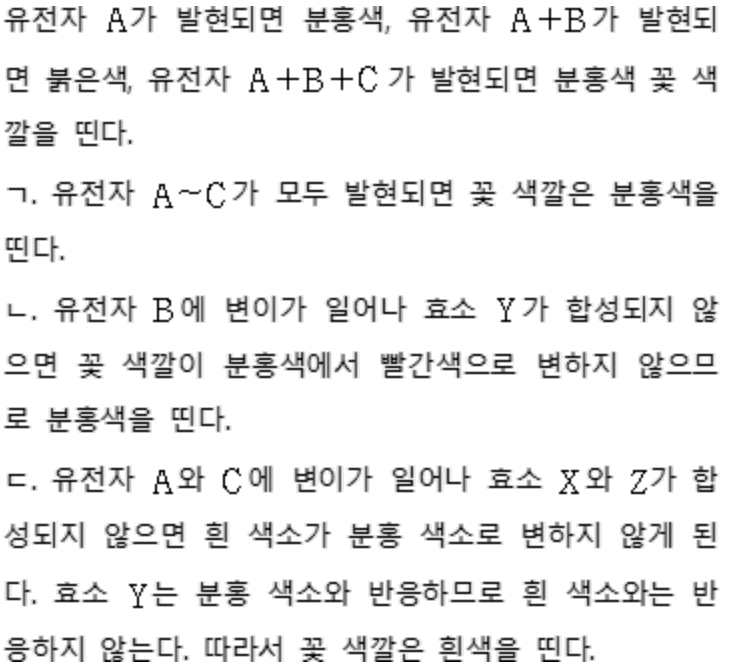 유전자 A가 발현되면 분홍색, 유전자 A+B가 발현되
면 붉은색, 유전자 A+B+C가 발현되면 분홍색 꽃 색
깔을 띤다.
ㄱ. 유전자 A~C가 모두 발현되면 꽃 색깔은 분홍색을
띤다.
ㄴ. 유전자 B에 변이가 일어나 효소 Y가 합성되지 않
으면 꽃 색깔이 분홍색에서 빨간색으로 변하지 않으므
로 분홍색을 띤다.
ㄷ. 유전자 A와 C에 변이가 일어나 효소 X와 Z가 합
성되지 않으면 흰 색소가 분홍 색소로 변하지 않게 된
다. 효소 Y는 분홍 색소와 반응하므로 흰 색소와는 반
응하지 않는다. 따라서 꽃 색깔은 흰색을 띤다.